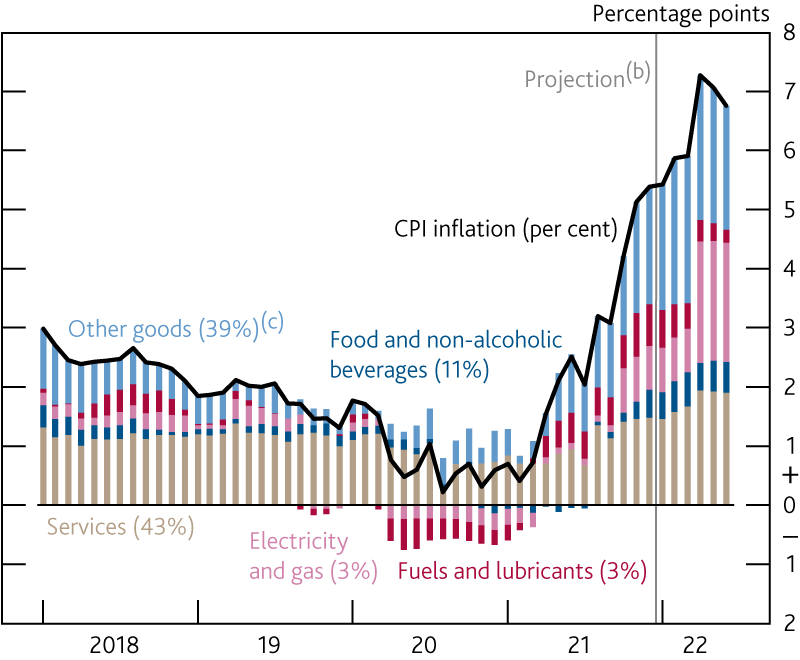 Percentage points
8
Projection(b)
7
6
5
CPI inflation (per cent)
4
3
Other goods (39%)(c)
Food and non-alcoholic
beverages (11%)
2
1
+
0
Services (43%)
–
Electricity
and gas (3%)
Fuels and lubricants (3%)
1
2
2018
19
20
21
22